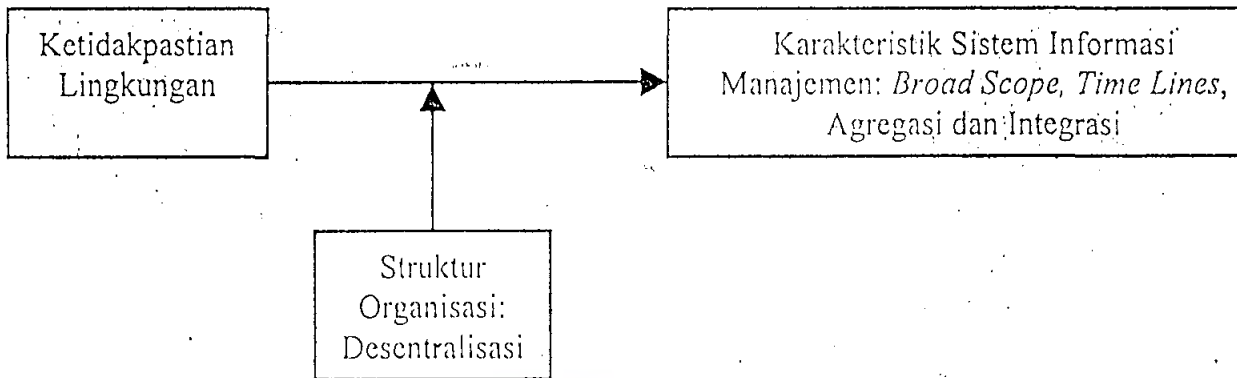 Ketidakpastian
Lingkungan
Karakteristik Sistem Informasi
Manajemen: Broad Scope, Time Lines,
Agregasi dan Integrasi
Struktur
Organisasi:
Desentralisasi